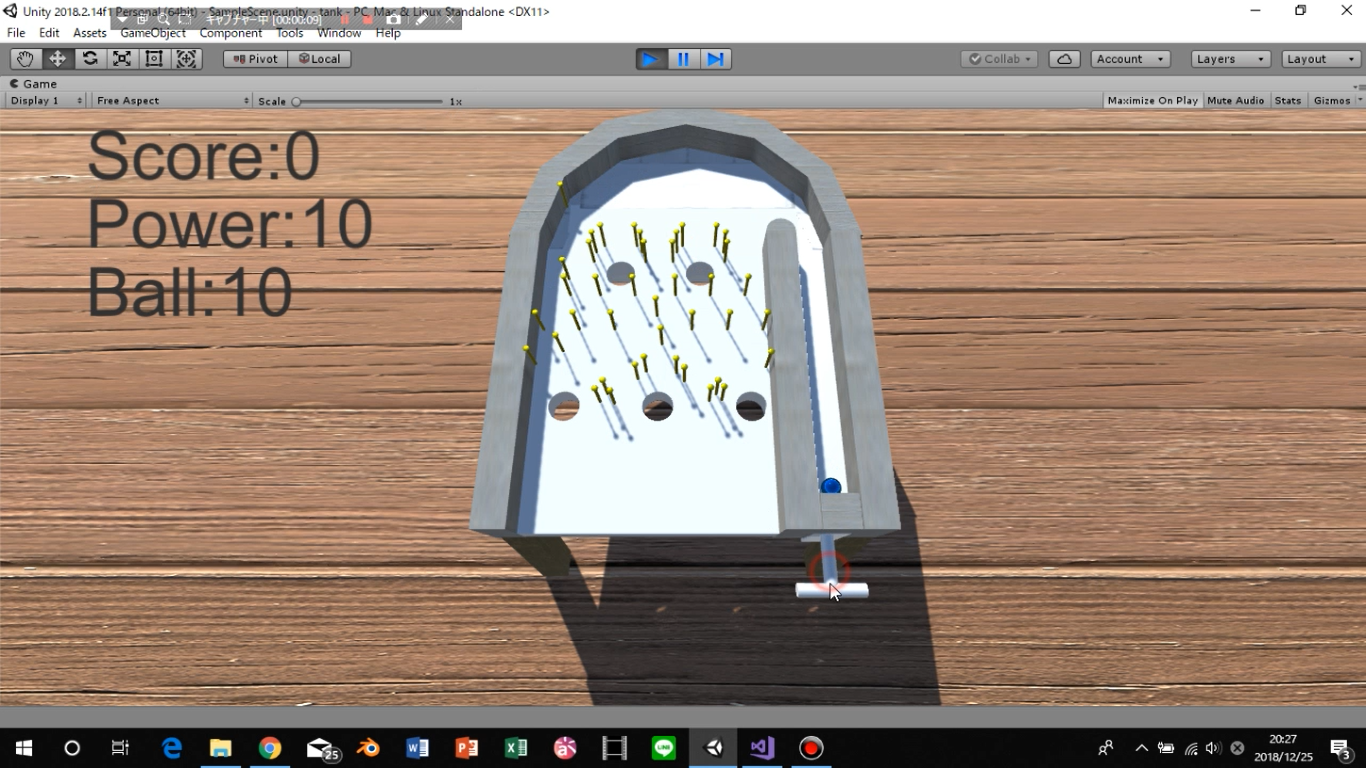 Unity 2018.2.14f1 Personal (64bit) - SampleScene.unity - tank - PC, Mac & Linux Standalone <DX11>
キャプチャー中 [00:00:09]
File Edit Assets GameObject Component Tools Window Help
Pivot Local Collab Account Layers Layout
Game
Display 1 Free Aspect Scale 1x Maximize On Play Mute Audio Stats Gizmos
Score:0
Power:10
Ball:10
25
LINE
20:27
2018/12/25
3